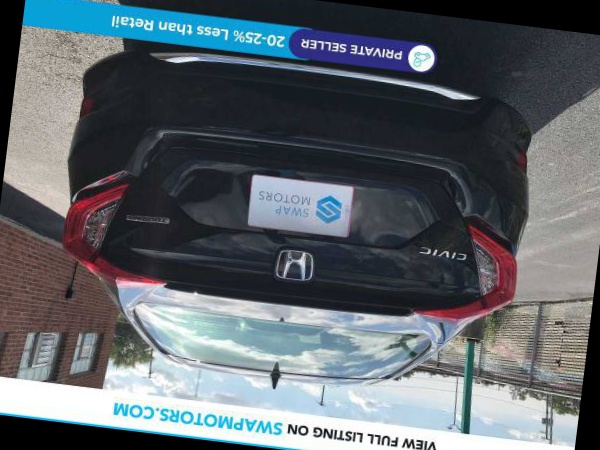 VIEW FULL LISTING ON SWAPMOTORS.COM
CIVIC
SWAP
MOTORS
PRIVATE SELLER
20-25% Less than Retail